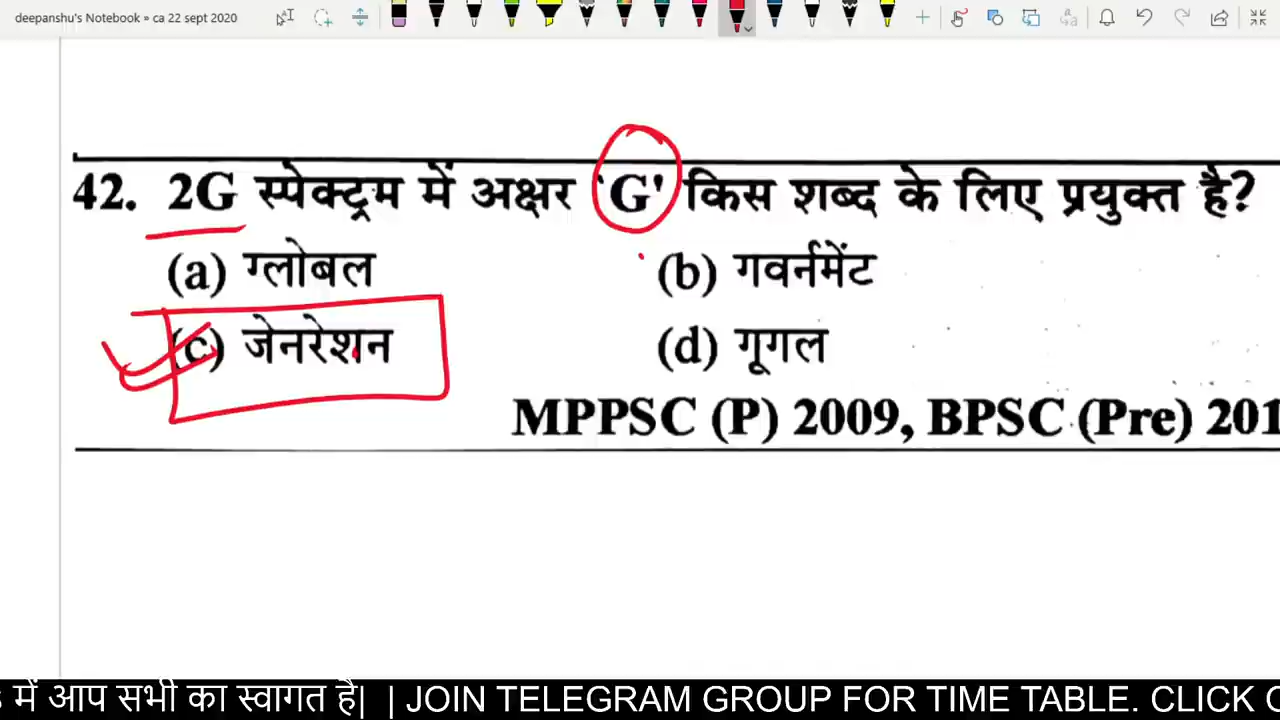 deepanshu's Notebook » ca 22 sept 2020
42. 2G स्पेक्ट्रम में अक्षर 'G' किस शब्द के लिए प्रयुक्त है?
(a) ग्लोबल (b) गवर्नमेंट
(c) जेनरेशन (d) गूगल
MPPSC (P) 2009, BPSC (Pre) 201
में आप सभी का स्वागत है| | JOIN TELEGRAM GROUP FOR TIME TABLE. CLICK